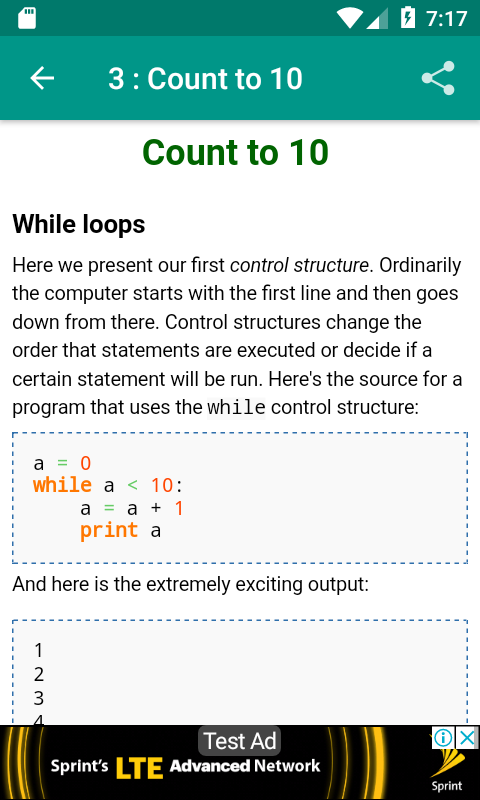 7:17
3 : Count to 10
Count to 10
While loops
Here we present our first control structure. Ordinarily
the computer starts with the first line and then goes
down from there. Control structures change the
order that statements are executed or decide if a
certain statement will be run. Here's the source for a
program that uses the while control structure:
a = 0
while a < 10:
    a = a + 1
    print a
And here is the extremely exciting output:
1
2
3
4
Test Ad
Sprint's LTE Advanced Network
Sprint